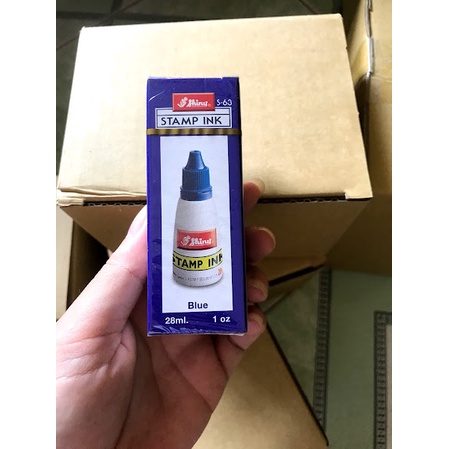 Shiny S-63
STAMP INK
Shiny
STAMP INK
Blue
28ml. 1 oz